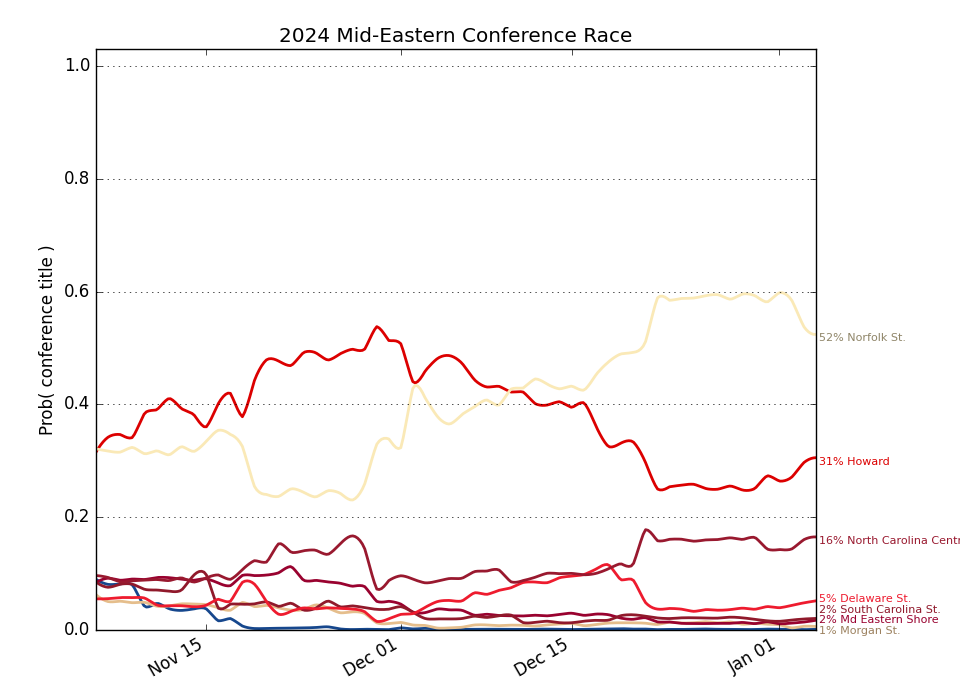 2024 Mid-Eastern Conference Race
Prob( conference title )
1.0
0.8
0.6
0.4
0.2
0.0
Nov 15
Dec 01
Dec 15
Jan 01
52% Norfolk St.
31% Howard
16% North Carolina Centr
5% Delaware St.
2% South Carolina St.
2% Md Eastern Shore
1% Morgan St.